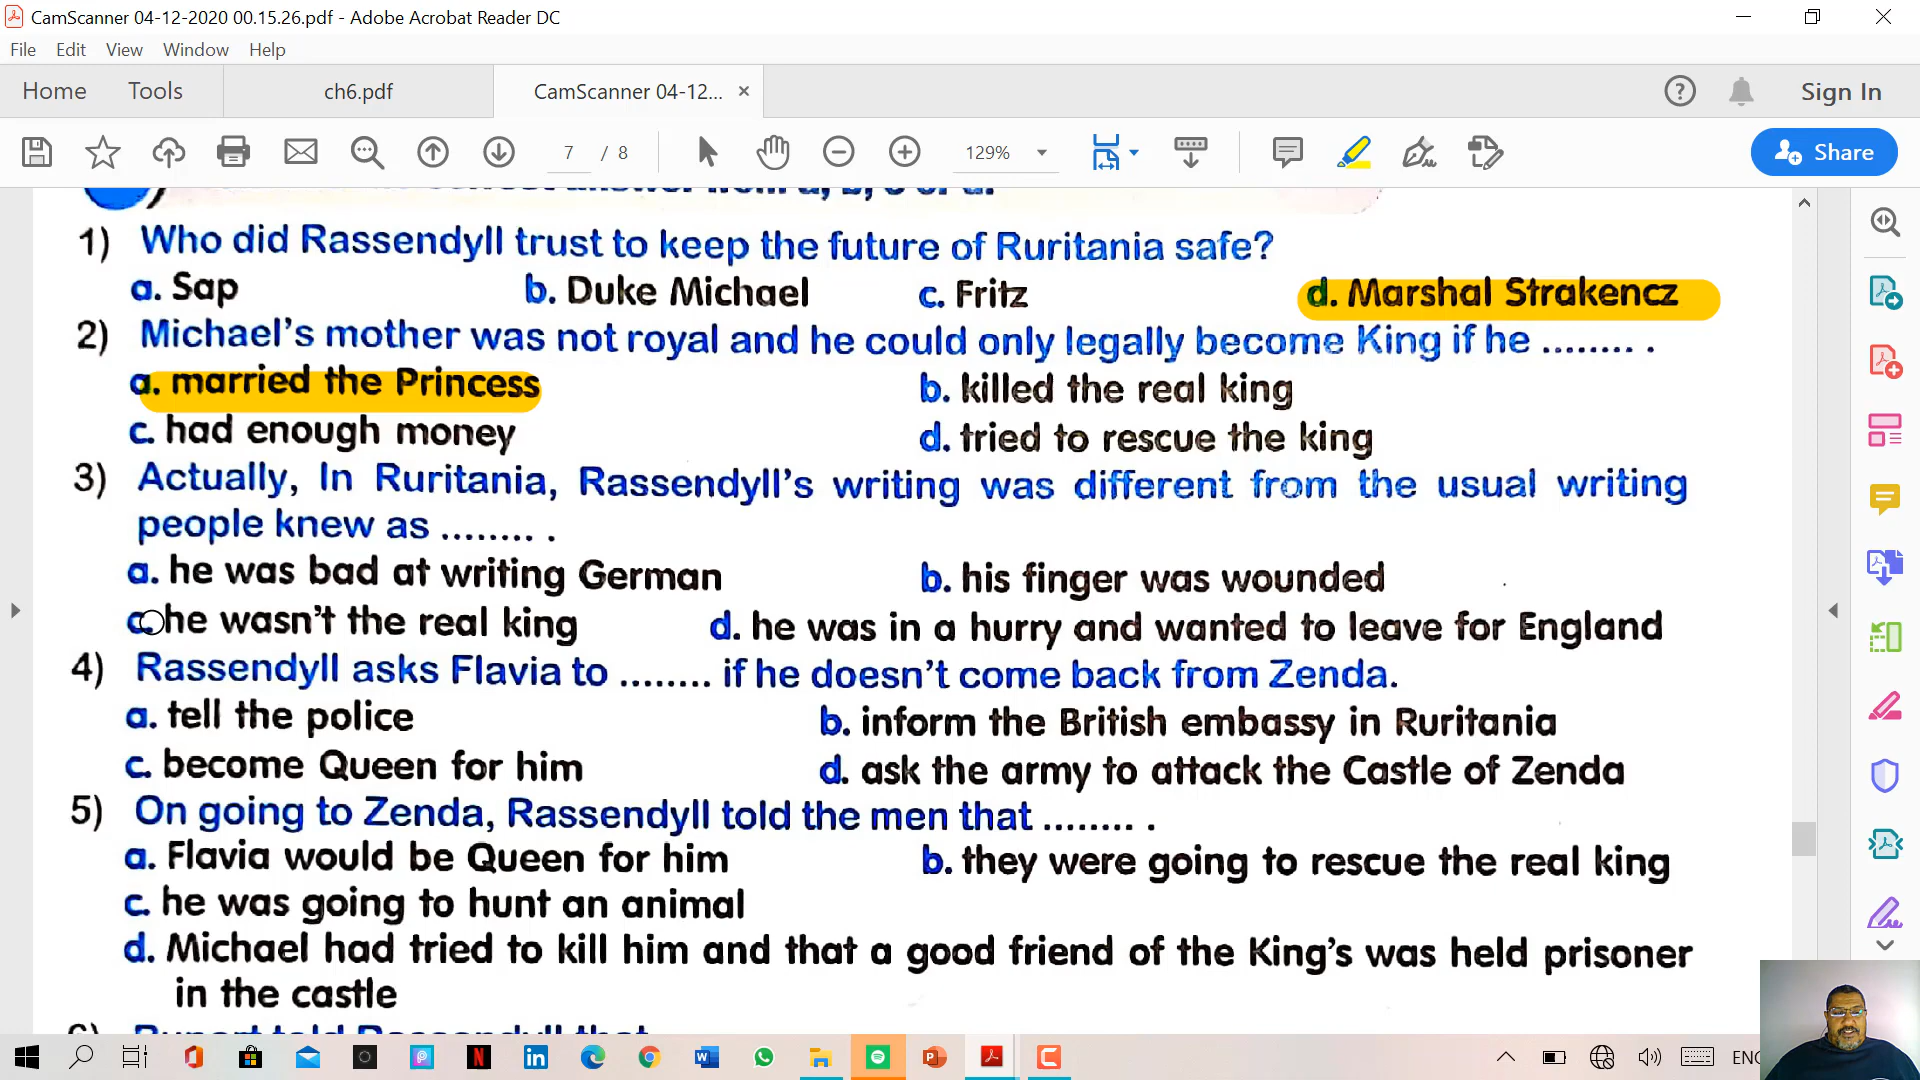 CamScanner 04-12-2020 00.15.26.pdf - Adobe Acrobat Reader DC
File Edit View Window Help
Home Tools ch6.pdf CamScanner 04-12... × Sign In
7 / 8 129% Share
correct answer from a, b, c or d.
1) Who did Rassendyll trust to keep the future of Ruritania safe?
a. Sap b. Duke Michael c. Fritz d. Marshal Strakencz
2) Michael's mother was not royal and he could only legally become King if he ........ .
a. married the Princess b. killed the real king
c. had enough money d. tried to rescue the king
3) Actually, In Ruritania, Rassendyll's writing was different from the usual writing
people knew as ........ .
a. he was bad at writing German b. his finger was wounded
c. he wasn't the real king d. he was in a hurry and wanted to leave for England
4) Rassendyll asks Flavia to ........ if he doesn't come back from Zenda.
a. tell the police b. inform the British embassy in Ruritania
c. become Queen for him d. ask the army to attack the Castle of Zenda
5) On going to Zenda, Rassendyll told the men that ........ .
a. Flavia would be Queen for him b. they were going to rescue the real king
c. he was going to hunt an animal
d. Michael had tried to kill him and that a good friend of the King's was held prisoner
in the castle
6) Rupert told Rassendyll that
ENG